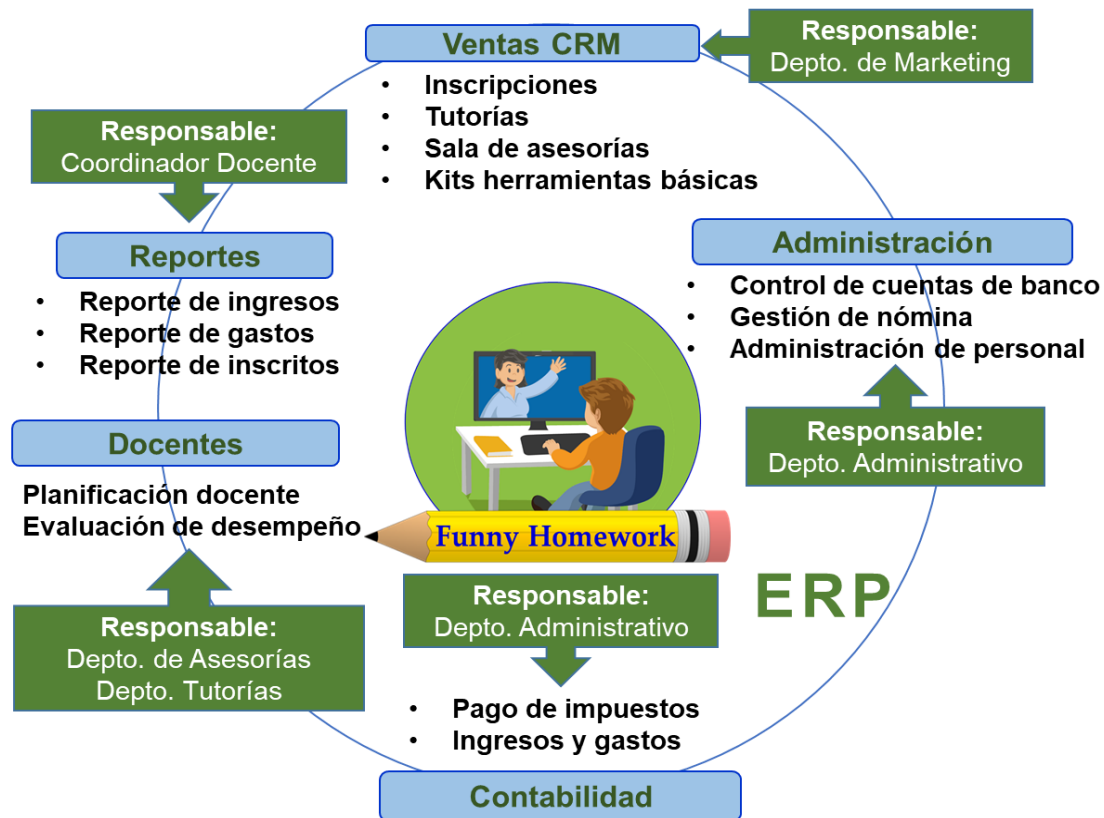 Ventas CRM
• Inscripciones
• Tutorías
• Sala de asesorías
• Kits herramientas básicas
Responsable:
Depto. de Marketing
Responsable:
Coordinador Docente
Reportes
• Reporte de ingresos
• Reporte de gastos
• Reporte de inscritos
Administración
• Control de cuentas de banco
• Gestión de nómina
• Administración de personal
Responsable:
Depto. Administrativo
Docentes
Planificación docente
Evaluación de desempeño
Responsable:
Depto. de Asesorías
Depto. Tutorías
Funny Homework
Responsable:
Depto. Administrativo
ERP
• Pago de impuestos
• Ingresos y gastos
Contabilidad